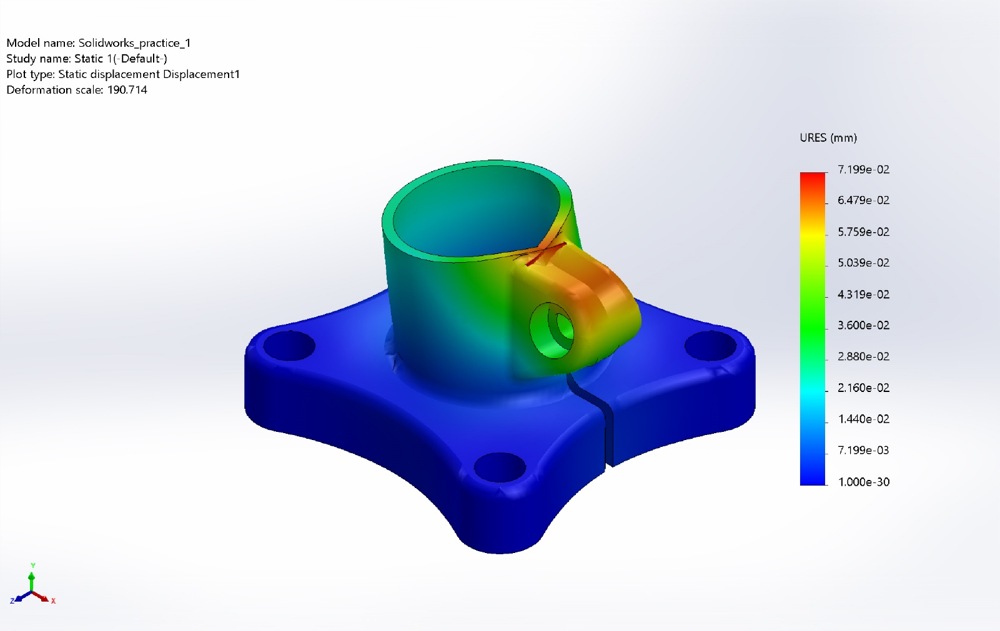 Model name: Solidworks_practice_1
Study name: Static 1(-Default-)
Plot type: Static displacement Displacement1
Deformation scale: 190.714
URES (mm)
7.199e-02
6.479e-02
5.759e-02
5.039e-02
4.319e-02
3.600e-02
2.880e-02
2.160e-02
1.440e-02
7.199e-03
1.000e-30
Y
Z
X